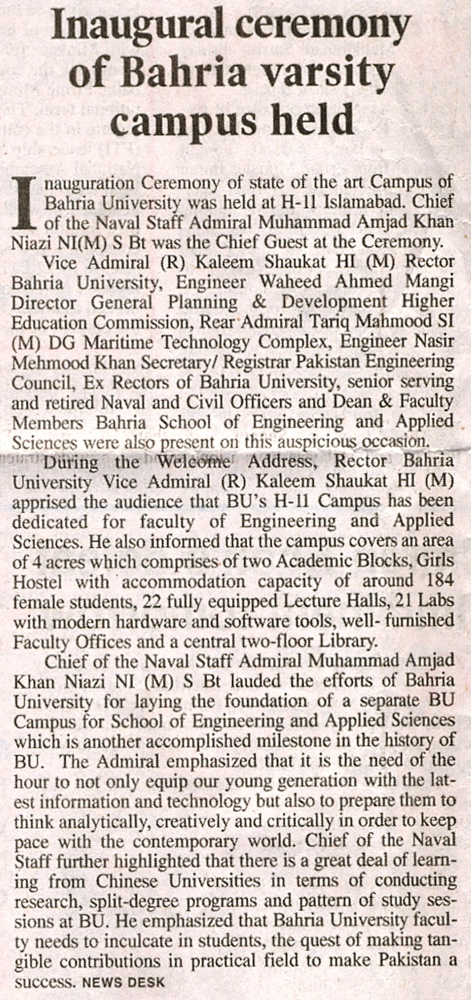 Inaugural ceremony
of Bahria varsity
campus held
Inauguration Ceremony of state of the art Campus of
Bahria University was held at H-11 Islamabad. Chief
of the Naval Staff Admiral Muhammad Amjad Khan
Niazi NI(M) S Bt was the Chief Guest at the Ceremony.
Vice Admiral (R) Kaleem Shaukat HI (M) Rector
Bahria University, Engineer Waheed Ahmed Mangi
Director General Planning & Development Higher
Education Commission, Rear Admiral Tariq Mahmood SI
(M) DG Maritime Technology Complex, Engineer Nasir
Mehmood Khan Secretary/ Registrar Pakistan Engineering
Council, Ex Rectors of Bahria University, senior serving
and retired Naval and Civil Officers and Dean & Faculty
Members Bahria School of Engineering and Applied
Sciences were also present on this auspicious occasion.
During the Welcome Address, Rector Bahria
University Vice Admiral (R) Kaleem Shaukat HI (M)
apprised the audience that BU's H-11 Campus has been
dedicated for faculty of Engineering and Applied
Sciences. He also informed that the campus covers an area
of 4 acres which comprises of two Academic Blocks, Girls
Hostel with accommodation capacity of around 184
female students, 22 fully equipped Lecture Halls, 21 Labs
with modern hardware and software tools, well- furnished
Faculty Offices and a central two-floor Library.
Chief of the Naval Staff Admiral Muhammad Amjad
Khan Niazi NI (M) S Bt lauded the efforts of Bahria
University for laying the foundation of a separate BU
Campus for School of Engineering and Applied Sciences
which is another accomplished milestone in the history of
BU. The Admiral emphasized that it is the need of the
hour to not only equip our young generation with the lat-
est information and technology but also to prepare them to
think analytically, creatively and critically in order to keep
pace with the contemporary world. Chief of the Naval
Staff further highlighted that there is a great deal of learn-
ing from Chinese Universities in terms of conducting
research, split-degree programs and pattern of study ses-
sions at BU. He emphasized that Bahria University facul-
ty needs to inculcate in students, the quest of making tan-
gible contributions in practical field to make Pakistan a
success. NEWS DESK